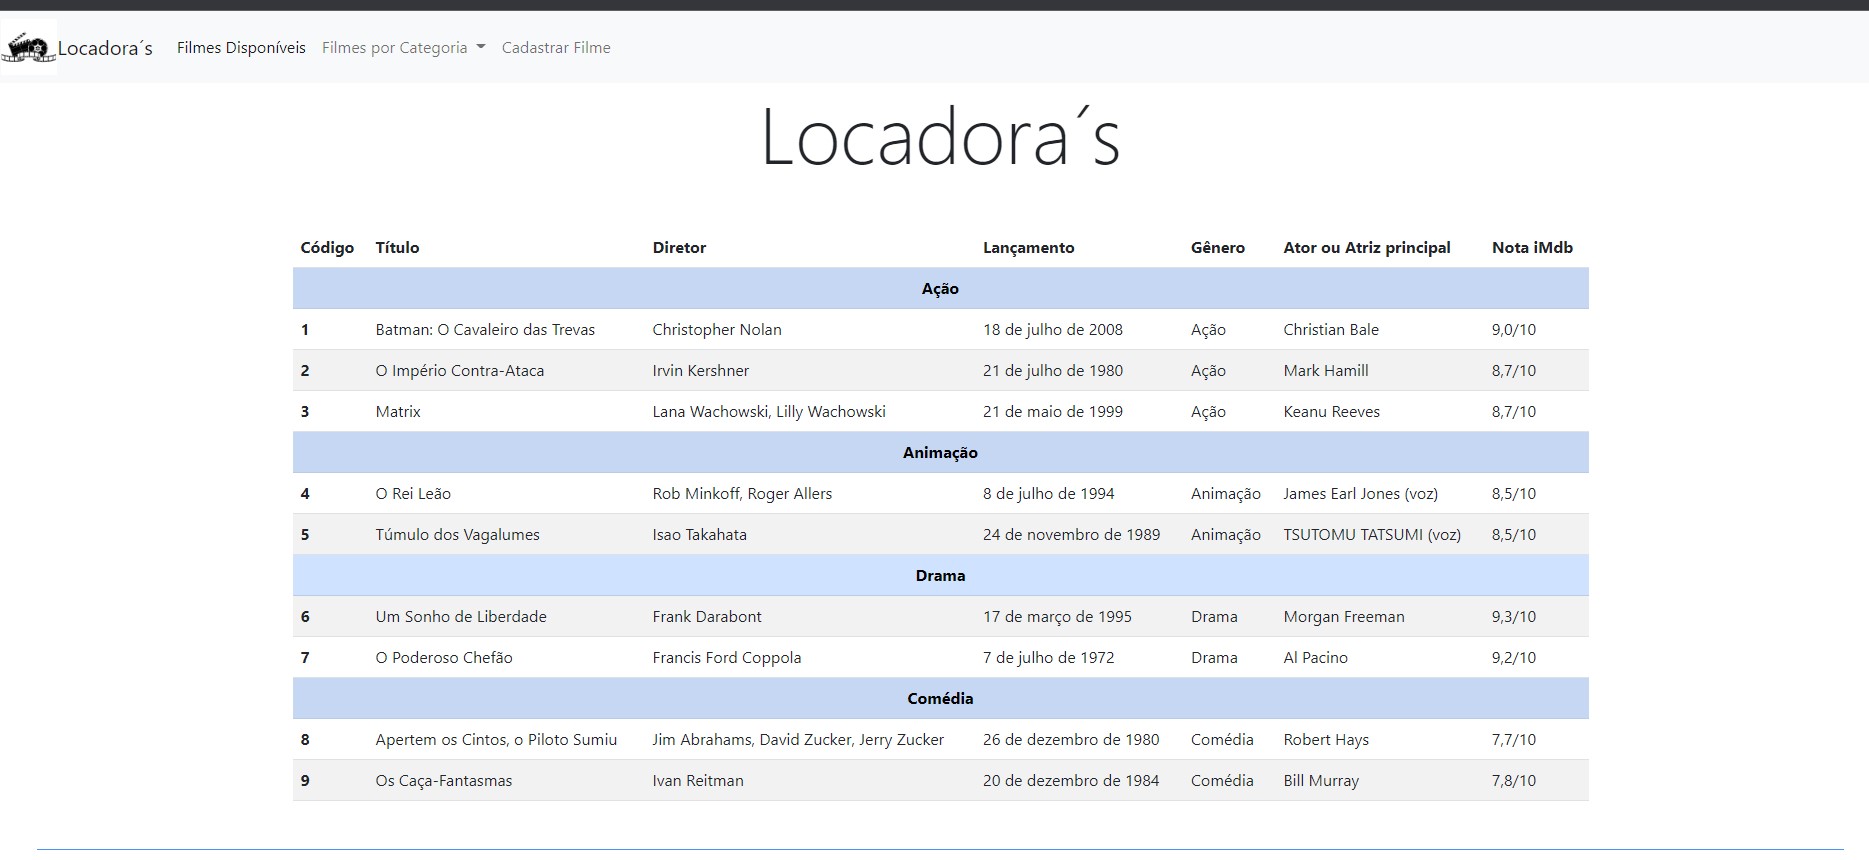 Locadora´s Filmes Disponíveis Filmes por Categoria Cadastrar Filme
Locadora´s
Código Título Diretor Lançamento Gênero Ator ou Atriz principal Nota iMdb
Ação
1 Batman: O Cavaleiro das Trevas Christopher Nolan 18 de julho de 2008 Ação Christian Bale 9,0/10
2 O Império Contra-Ataca Irvin Kershner 21 de julho de 1980 Ação Mark Hamill 8,7/10
3 Matrix Lana Wachowski, Lilly Wachowski 21 de maio de 1999 Ação Keanu Reeves 8,7/10
Animação
4 O Rei Leão Rob Minkoff, Roger Allers 8 de julho de 1994 Animação James Earl Jones (voz) 8,5/10
5 Túmulo dos Vagalumes Isao Takahata 24 de novembro de 1989 Animação TSUTOMU TATSUMI (voz) 8,5/10
Drama
6 Um Sonho de Liberdade Frank Darabont 17 de março de 1995 Drama Morgan Freeman 9,3/10
7 O Poderoso Chefão Francis Ford Coppola 7 de julho de 1972 Drama Al Pacino 9,2/10
Comédia
8 Apertem os Cintos, o Piloto Sumiu Jim Abrahams, David Zucker, Jerry Zucker 26 de dezembro de 1980 Comédia Robert Hays 7,7/10
9 Os Caça-Fantasmas Ivan Reitman 20 de dezembro de 1984 Comédia Bill Murray 7,8/10